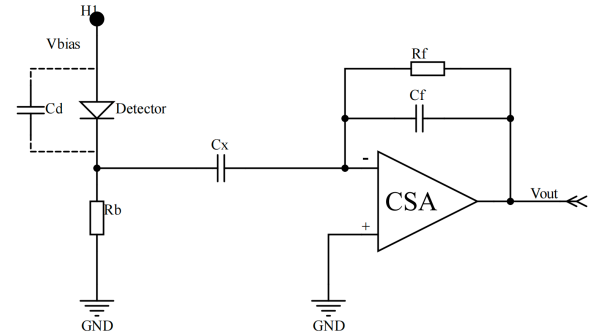 H1
Vbias
Rf
Cf
Cd
Detector
Cx
-
CSA
Vout
Rb
+
GND
GND